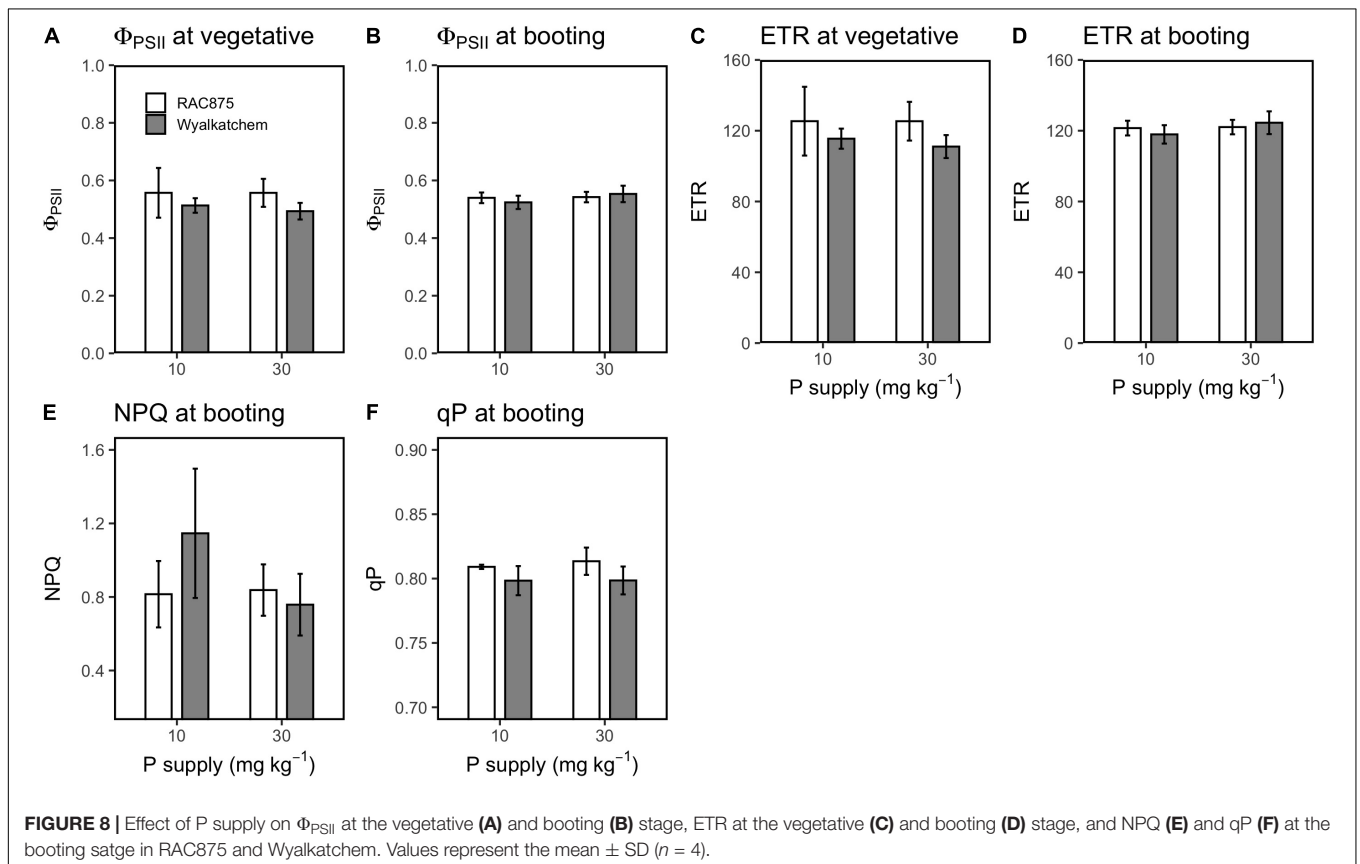 A ΦPSII at vegetative
1.0
0.8
0.6
0.4
0.2
0.0
ΦPSII
RAC875
Wyalkatchem
10 30
B ΦPSII at booting
1.0
0.8
0.6
0.4
0.2
0.0
ΦPSII
10 30
C ETR at vegetative
160
120
80
40
0
ETR
10 30
P supply (mg kg⁻¹)
D ETR at booting
160
120
80
40
0
ETR
10 30
P supply (mg kg⁻¹)
E NPQ at booting
1.6
1.2
0.8
0.4
NPQ
10 30
P supply (mg kg⁻¹)
F qP at booting
0.90
0.85
0.80
0.75
0.70
qP
10 30
P supply (mg kg⁻¹)
FIGURE 8 | Effect of P supply on ΦPSII at the vegetative (A) and booting (B) stage, ETR at the vegetative (C) and booting (D) stage, and NPQ (E) and qP (F) at the
booting satge in RAC875 and Wyalkatchem. Values represent the mean ± SD (n = 4).